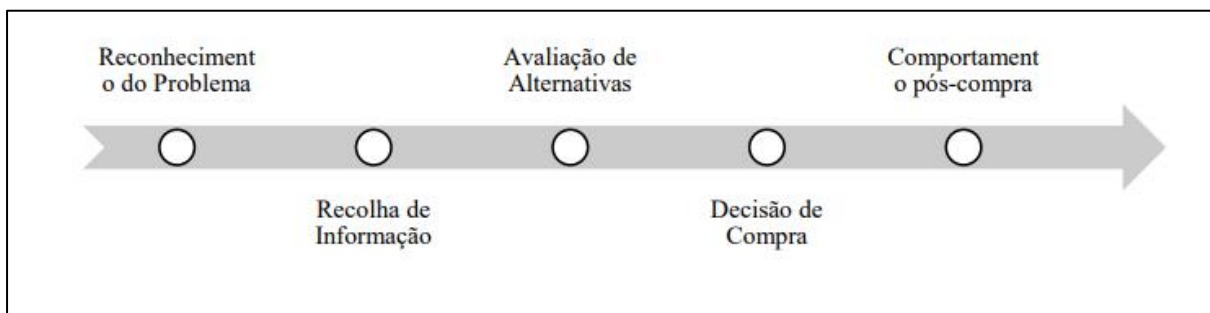 Reconheciment
o do Problema
Recolha de
Informação
Avaliação de
Alternativas
Decisão de
Compra
Comportament
o pós-compra